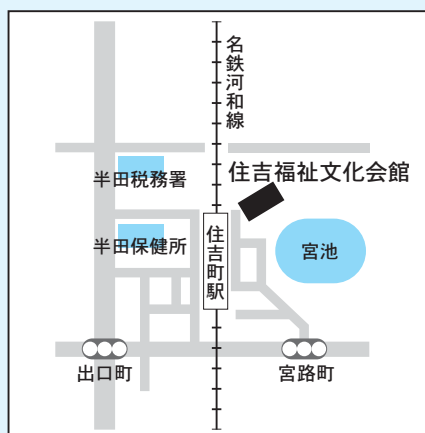 名鉄河和線
住吉福祉文化会館
半田税務署
半田保健所
住吉町駅
宮池
出口町
宮路町